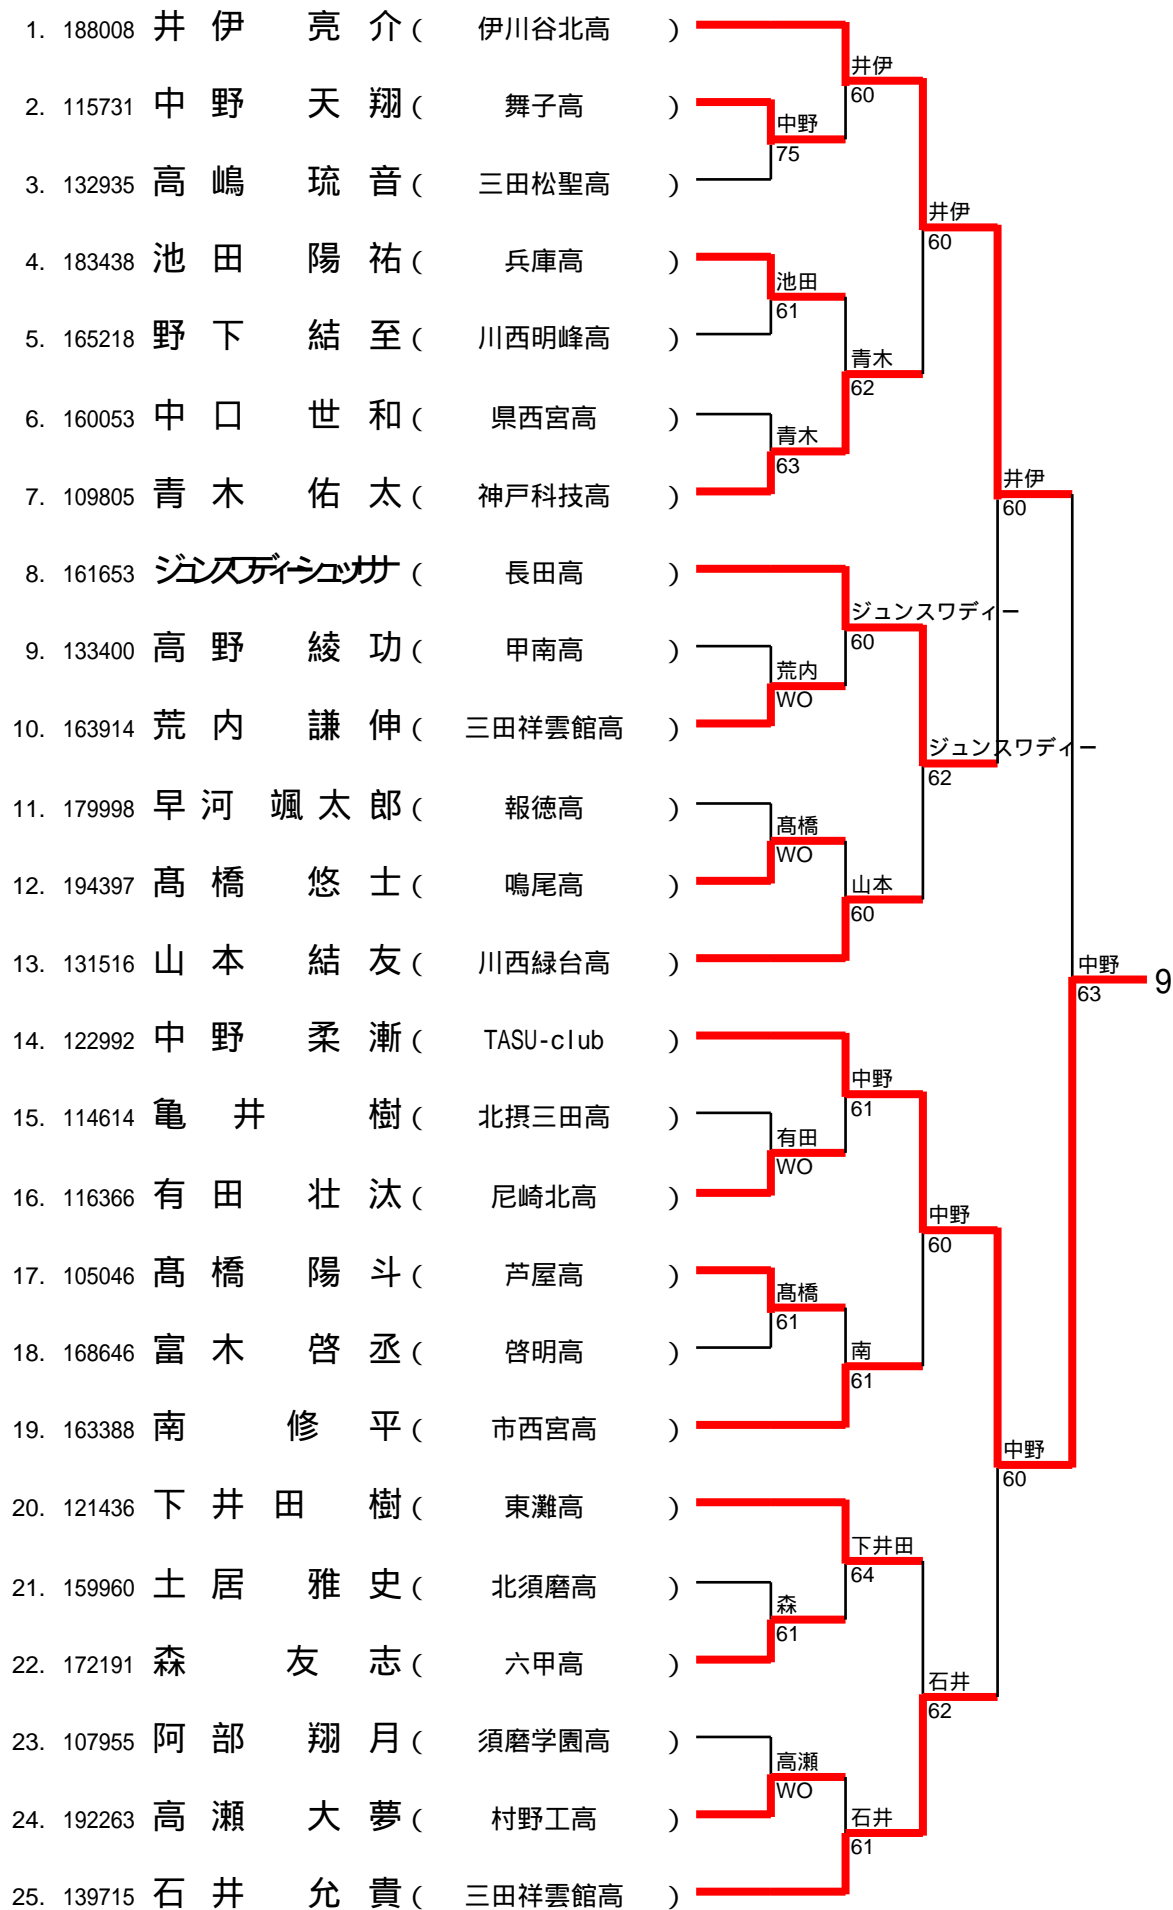 1. 188008 井伊 亮介 ( 伊川谷北高 )
井伊
60
2. 115731 中野 天翔 ( 舞子高 )
中野
75
3. 132935 高嶋 琉音 ( 三田松聖高 )
井伊
60
4. 183438 池田 陽祐 ( 兵庫高 )
池田
61
5. 165218 野下 結至 ( 川西明峰高 )
青木
62
6. 160053 中口 世和 ( 県西宮高 )
青木
63
7. 109805 青木 佑太 ( 神戸科技高 )
井伊
60
8. 161653 ジュンスワディーシュッサナ ( 長田高 )
ジュンスワディー
60
9. 133400 高野 綾功 ( 甲南高 )
荒内
WO
10. 163914 荒内 謙伸 ( 三田祥雲館高 )
ジュンスワディー
62
11. 179998 早河 颯太郎 ( 報徳高 )
髙橋
WO
12. 194397 髙橋 悠士 ( 鳴尾高 )
山本
60
13. 131516 山本 結友 ( 川西緑台高 )
中野
63
9
14. 122992 中野 柔漸 ( TASU-club )
中野
61
15. 114614 亀井 樹 ( 北摂三田高 )
有田
WO
16. 116366 有田 壮汰 ( 尼崎北高 )
中野
60
17. 105046 髙橋 陽斗 ( 芦屋高 )
髙橋
61
18. 168646 富木 啓丞 ( 啓明高 )
南
61
19. 163388 南 修平 ( 市西宮高 )
中野
60
20. 121436 下井田 樹 ( 東灘高 )
下井田
64
21. 159960 土居 雅史 ( 北須磨高 )
森
61
22. 172191 森 友志 ( 六甲高 )
石井
62
23. 107955 阿部 翔月 ( 須磨学園高 )
高瀬
WO
24. 192263 高瀬 大夢 ( 村野工高 )
石井
61
25. 139715 石井 允貴 ( 三田祥雲館高 )